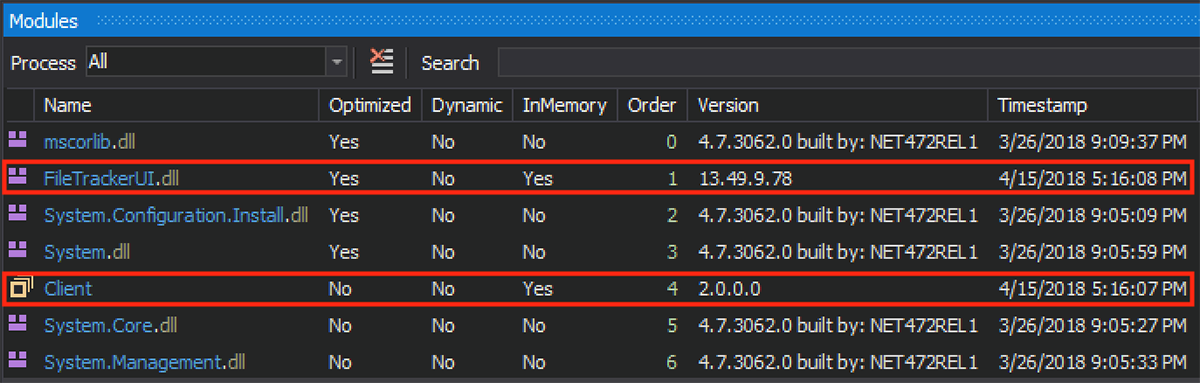 Modules
Process All Search
Name Optimized Dynamic InMemory Order Version Timestamp
mscorlib.dll Yes No No 0 4.7.3062.0 built by: NET472REL1 3/26/2018 9:09:37 PM
FileTrackerUI.dll Yes No Yes 1 13.49.9.78 4/15/2018 5:16:08 PM
System.Configuration.Install.dll Yes No No 2 4.7.3062.0 built by: NET472REL1 3/26/2018 9:05:09 PM
System.dll Yes No No 3 4.7.3062.0 built by: NET472REL1 3/26/2018 9:05:59 PM
Client No No Yes 4 2.0.0.0 4/15/2018 5:16:07 PM
System.Core.dll No No No 5 4.7.3062.0 built by: NET472REL1 3/26/2018 9:05:27 PM
System.Management.dll No No No 6 4.7.3062.0 built by: NET472REL1 3/26/2018 9:05:33 PM